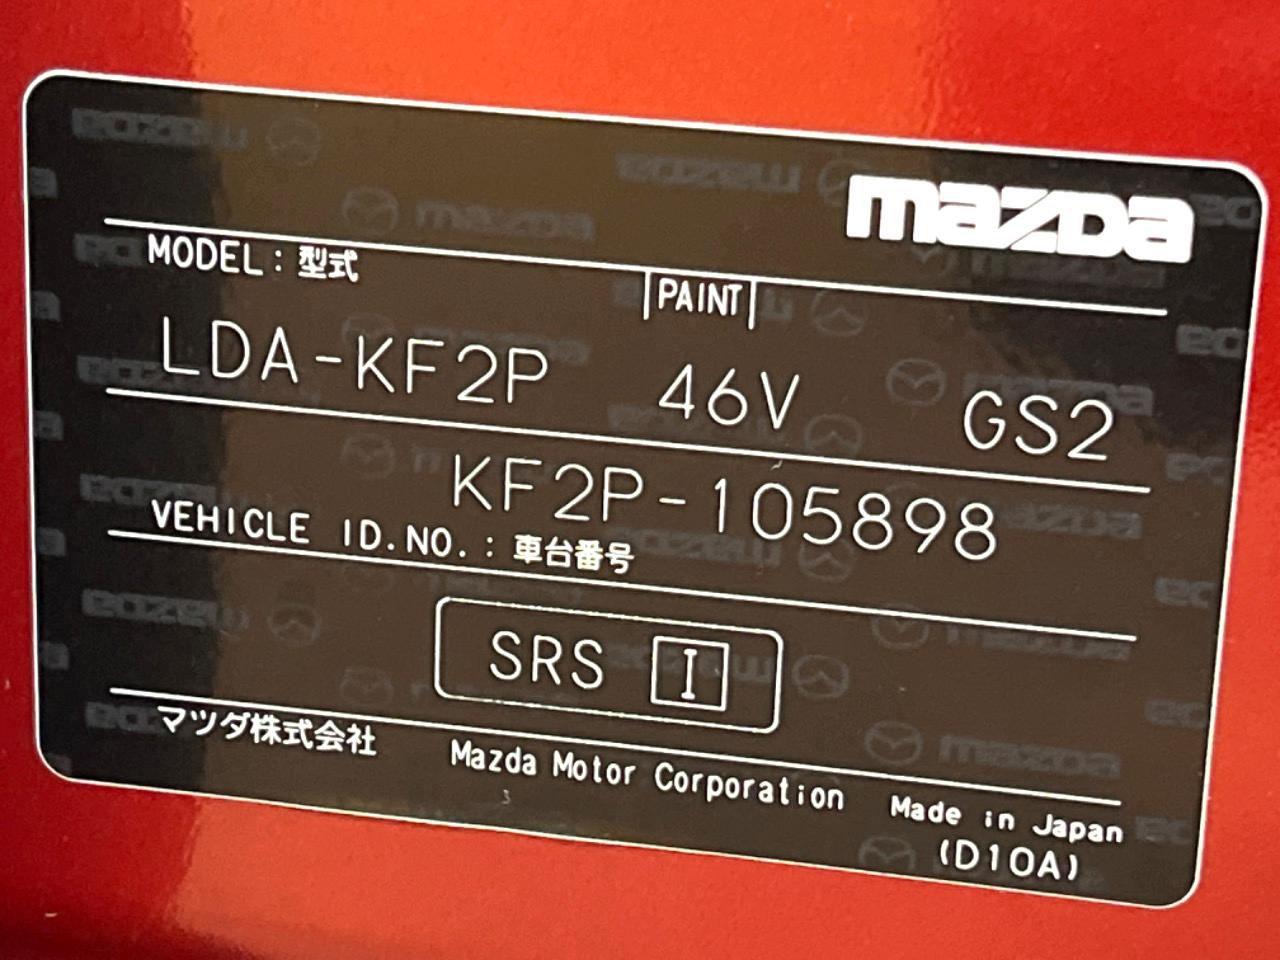 mazda
MODEL : 型式
PAINT
LDA-KF2P 46V GS2
KF2P-105898
VEHICLE ID.NO. : 車台番号
SRS I
マツダ株式会社 Mazda Motor Corporation Made in Japan
(D10A)